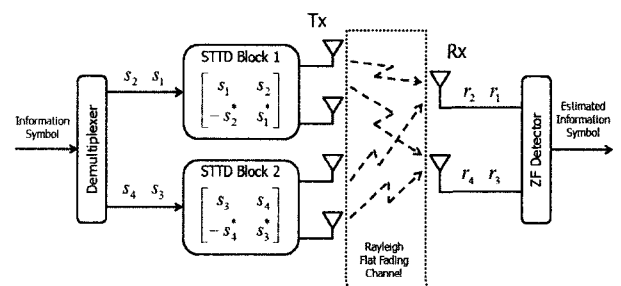 Tx
STTD Block 1
s₂ s₁
s₁ s₂
-s₂* s₁*
Rx
r₂ r₁
Information
Symbol
Demultiplexer
ZF Detector
Estimated
Information
Symbol
STTD Block 2
s₄ s₃
s₃ s₄
-s₄* s₃*
r₄ r₃
Rayleigh
Flat Fading
Channel